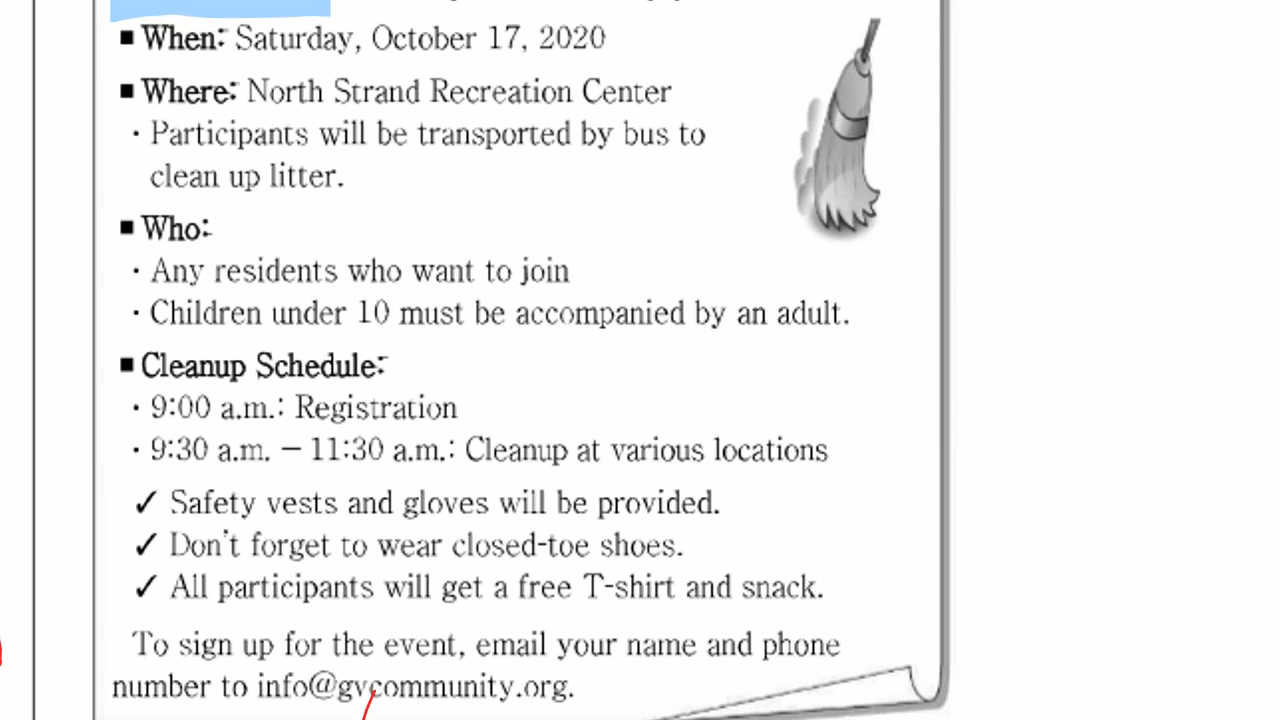 ■ When: Saturday, October 17, 2020
■ Where: North Strand Recreation Center
· Participants will be transported by bus to
clean up litter.
■ Who:
· Any residents who want to join
· Children under 10 must be accompanied by an adult.
■ Cleanup Schedule:
· 9:00 a.m.: Registration
· 9:30 a.m. – 11:30 a.m.: Cleanup at various locations
✓ Safety vests and gloves will be provided.
✓ Don't forget to wear closed-toe shoes.
✓ All participants will get a free T-shirt and snack.
To sign up for the event, email your name and phone
number to info@gvcommunity.org.